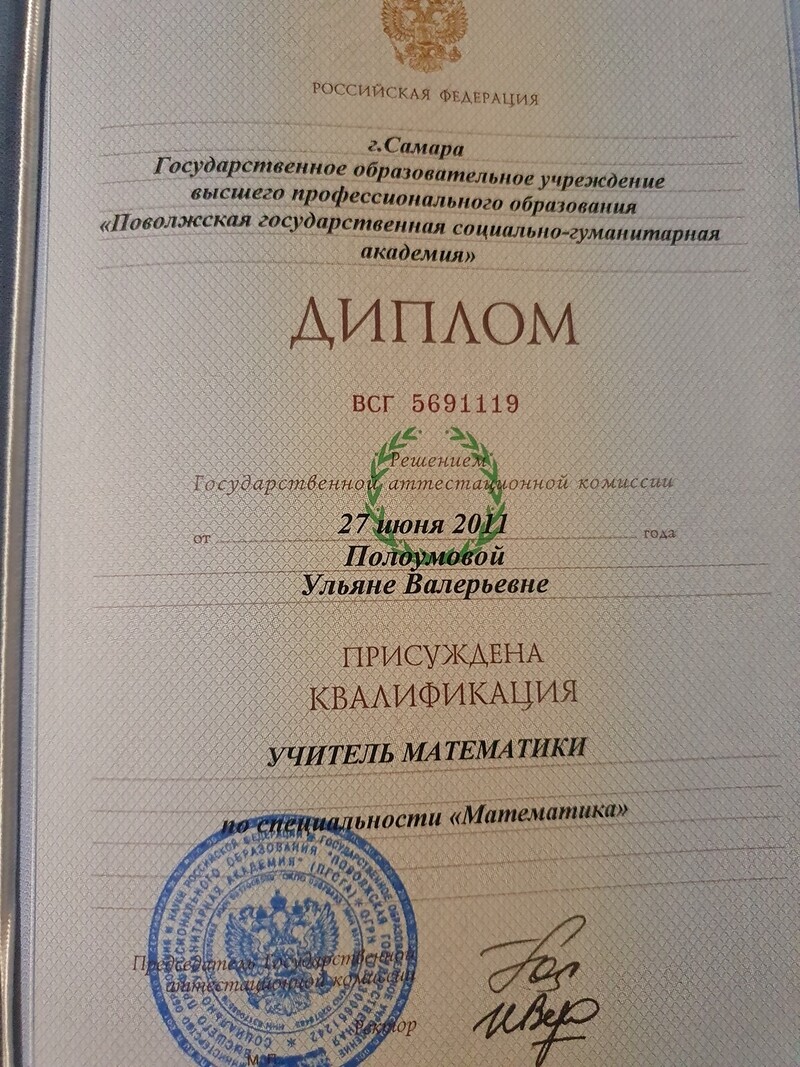 РОССИЙСКАЯ ФЕДЕРАЦИЯ
г.Самара
Государственное образовательное учреждение
высшего профессионального образования
«Поволжская государственная социально-гуманитарная
академия»
ДИПЛОМ
ВСГ 5691119
Решением
Государственной аттестационной комиссии
от 27 июня 2011 года
Полоумовой
Ульяне Валерьевне
ПРИСУЖДЕНА
КВАЛИФИКАЦИЯ
УЧИТЕЛЬ МАТЕМАТИКИ
по специальности «Математика»
Председатель Государственной
аттестационной комиссии
Ректор
М.П.